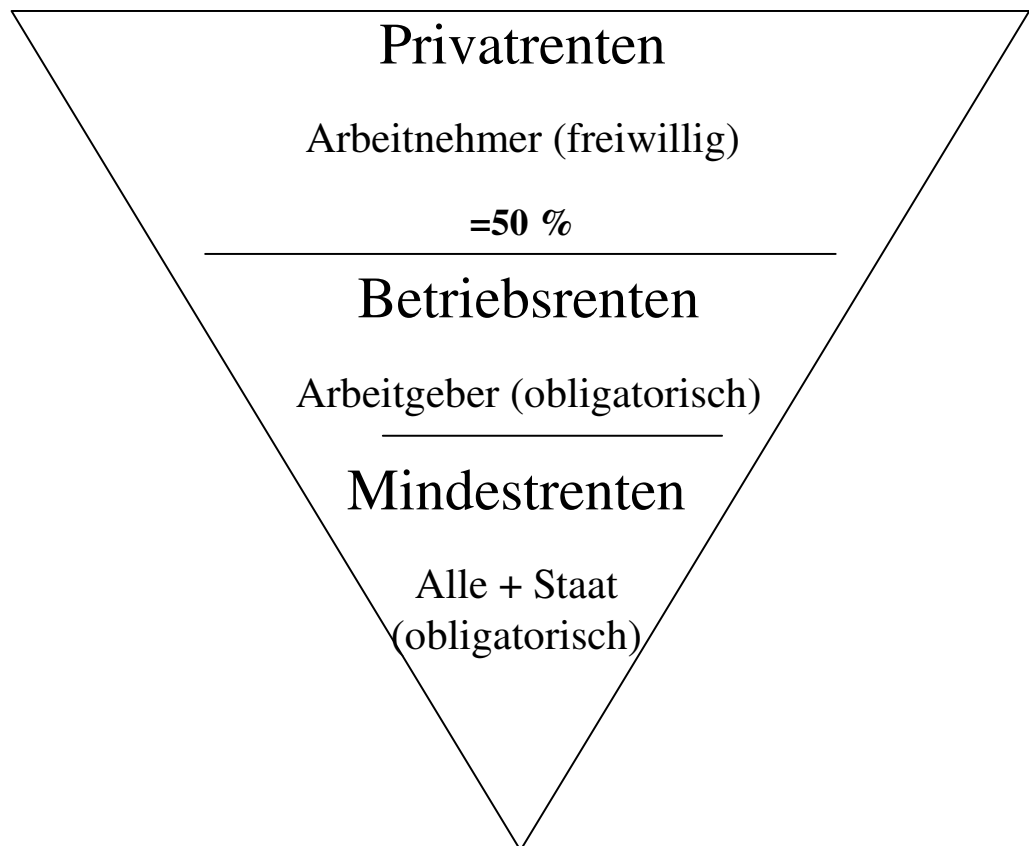 Privatrenten
Arbeitnehmer (freiwillig)
=50 %
Betriebsrenten
Arbeitgeber (obligatorisch)
Mindestrenten
Alle + Staat
(obligatorisch)